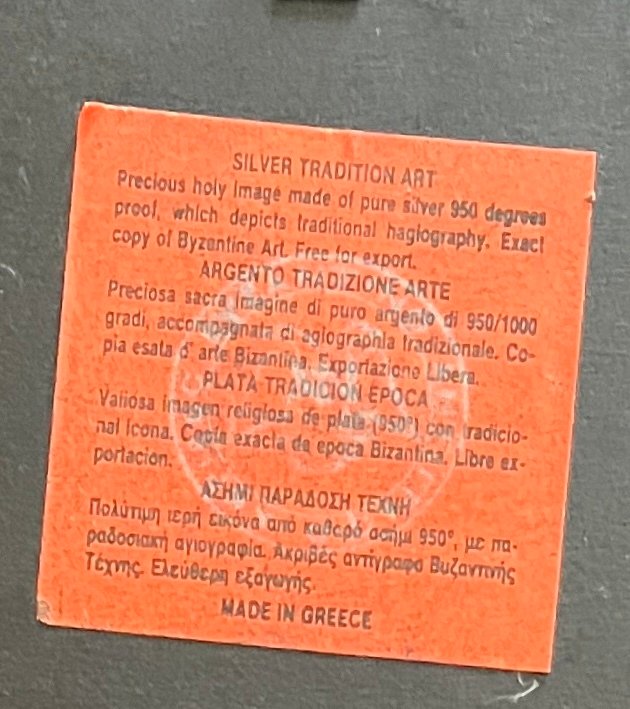 SILVER TRADITION ART
Precious holy image made of pure silver 950 degrees
proof, which depicts traditional hagiography. Exact
copy of Byzantine Art. Free for export.
ARGENTO TRADIZIONE ARTE
Preciosa sacra imagine di puro argento di 950/1000
gradi, accompagnata di agiographia tradizionale. Co-
pia esata d' arte Bizantina. Exportazione Libera.
PLATA TRADICION EPOCA
Valiosa imagen religiosa de plata (950°) con tradicio-
nal Icona. Copia exacta da epoca Bizantina. Libre ex-
portacion.
ΑΣΗΜΙ ΠΑΡΑΔΟΣΗ ΤΕΧΝΗ
Πολύτιμη ιερή εικόνα από καθερό ασήμι 950°, με πα-
ραδοσιακή αγιογραφία. Ακριβές αντίγραφο Βυζαντινής
Τέχνης. Ελεύθερη εξαγωγής.
MADE IN GREECE